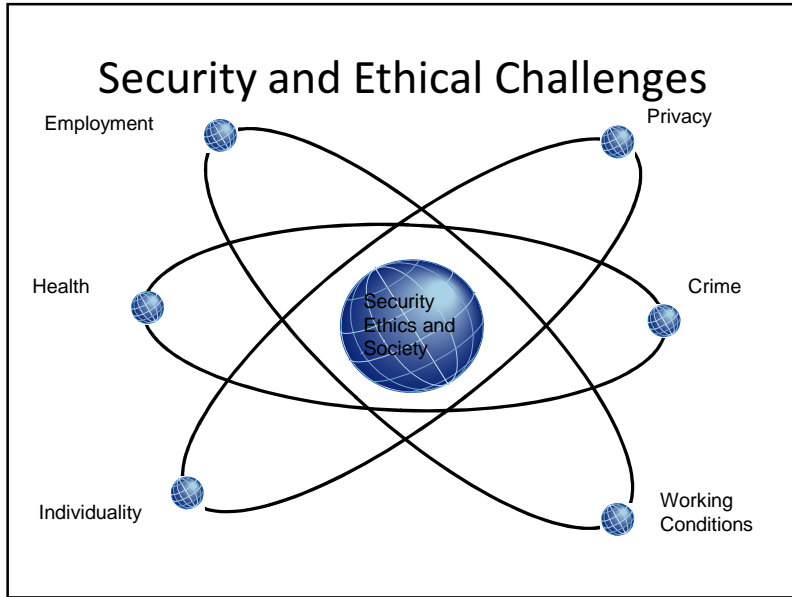 Security and Ethical Challenges
Employment
Privacy
Health
Security
Ethics and
Society
Crime
Individuality
Working
Conditions